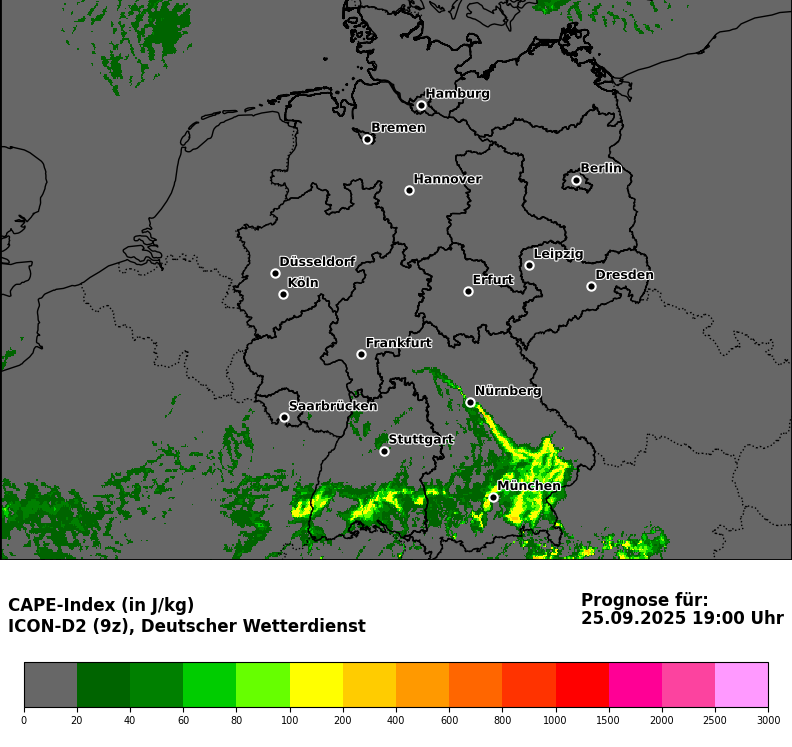 Hamburg
Bremen
Berlin
Hannover
Leipzig
Düsseldorf
Dresden
Köln
Erfurt
Frankfurt
Nürnberg
Saarbrücken
Stuttgart
München
CAPE-Index (in J/kg)
ICON-D2 (9z), Deutscher Wetterdienst
Prognose für:
25.09.2025 19:00 Uhr
0 20 40 60 80 100 200 400 600 800 1000 1500 2000 2500 3000